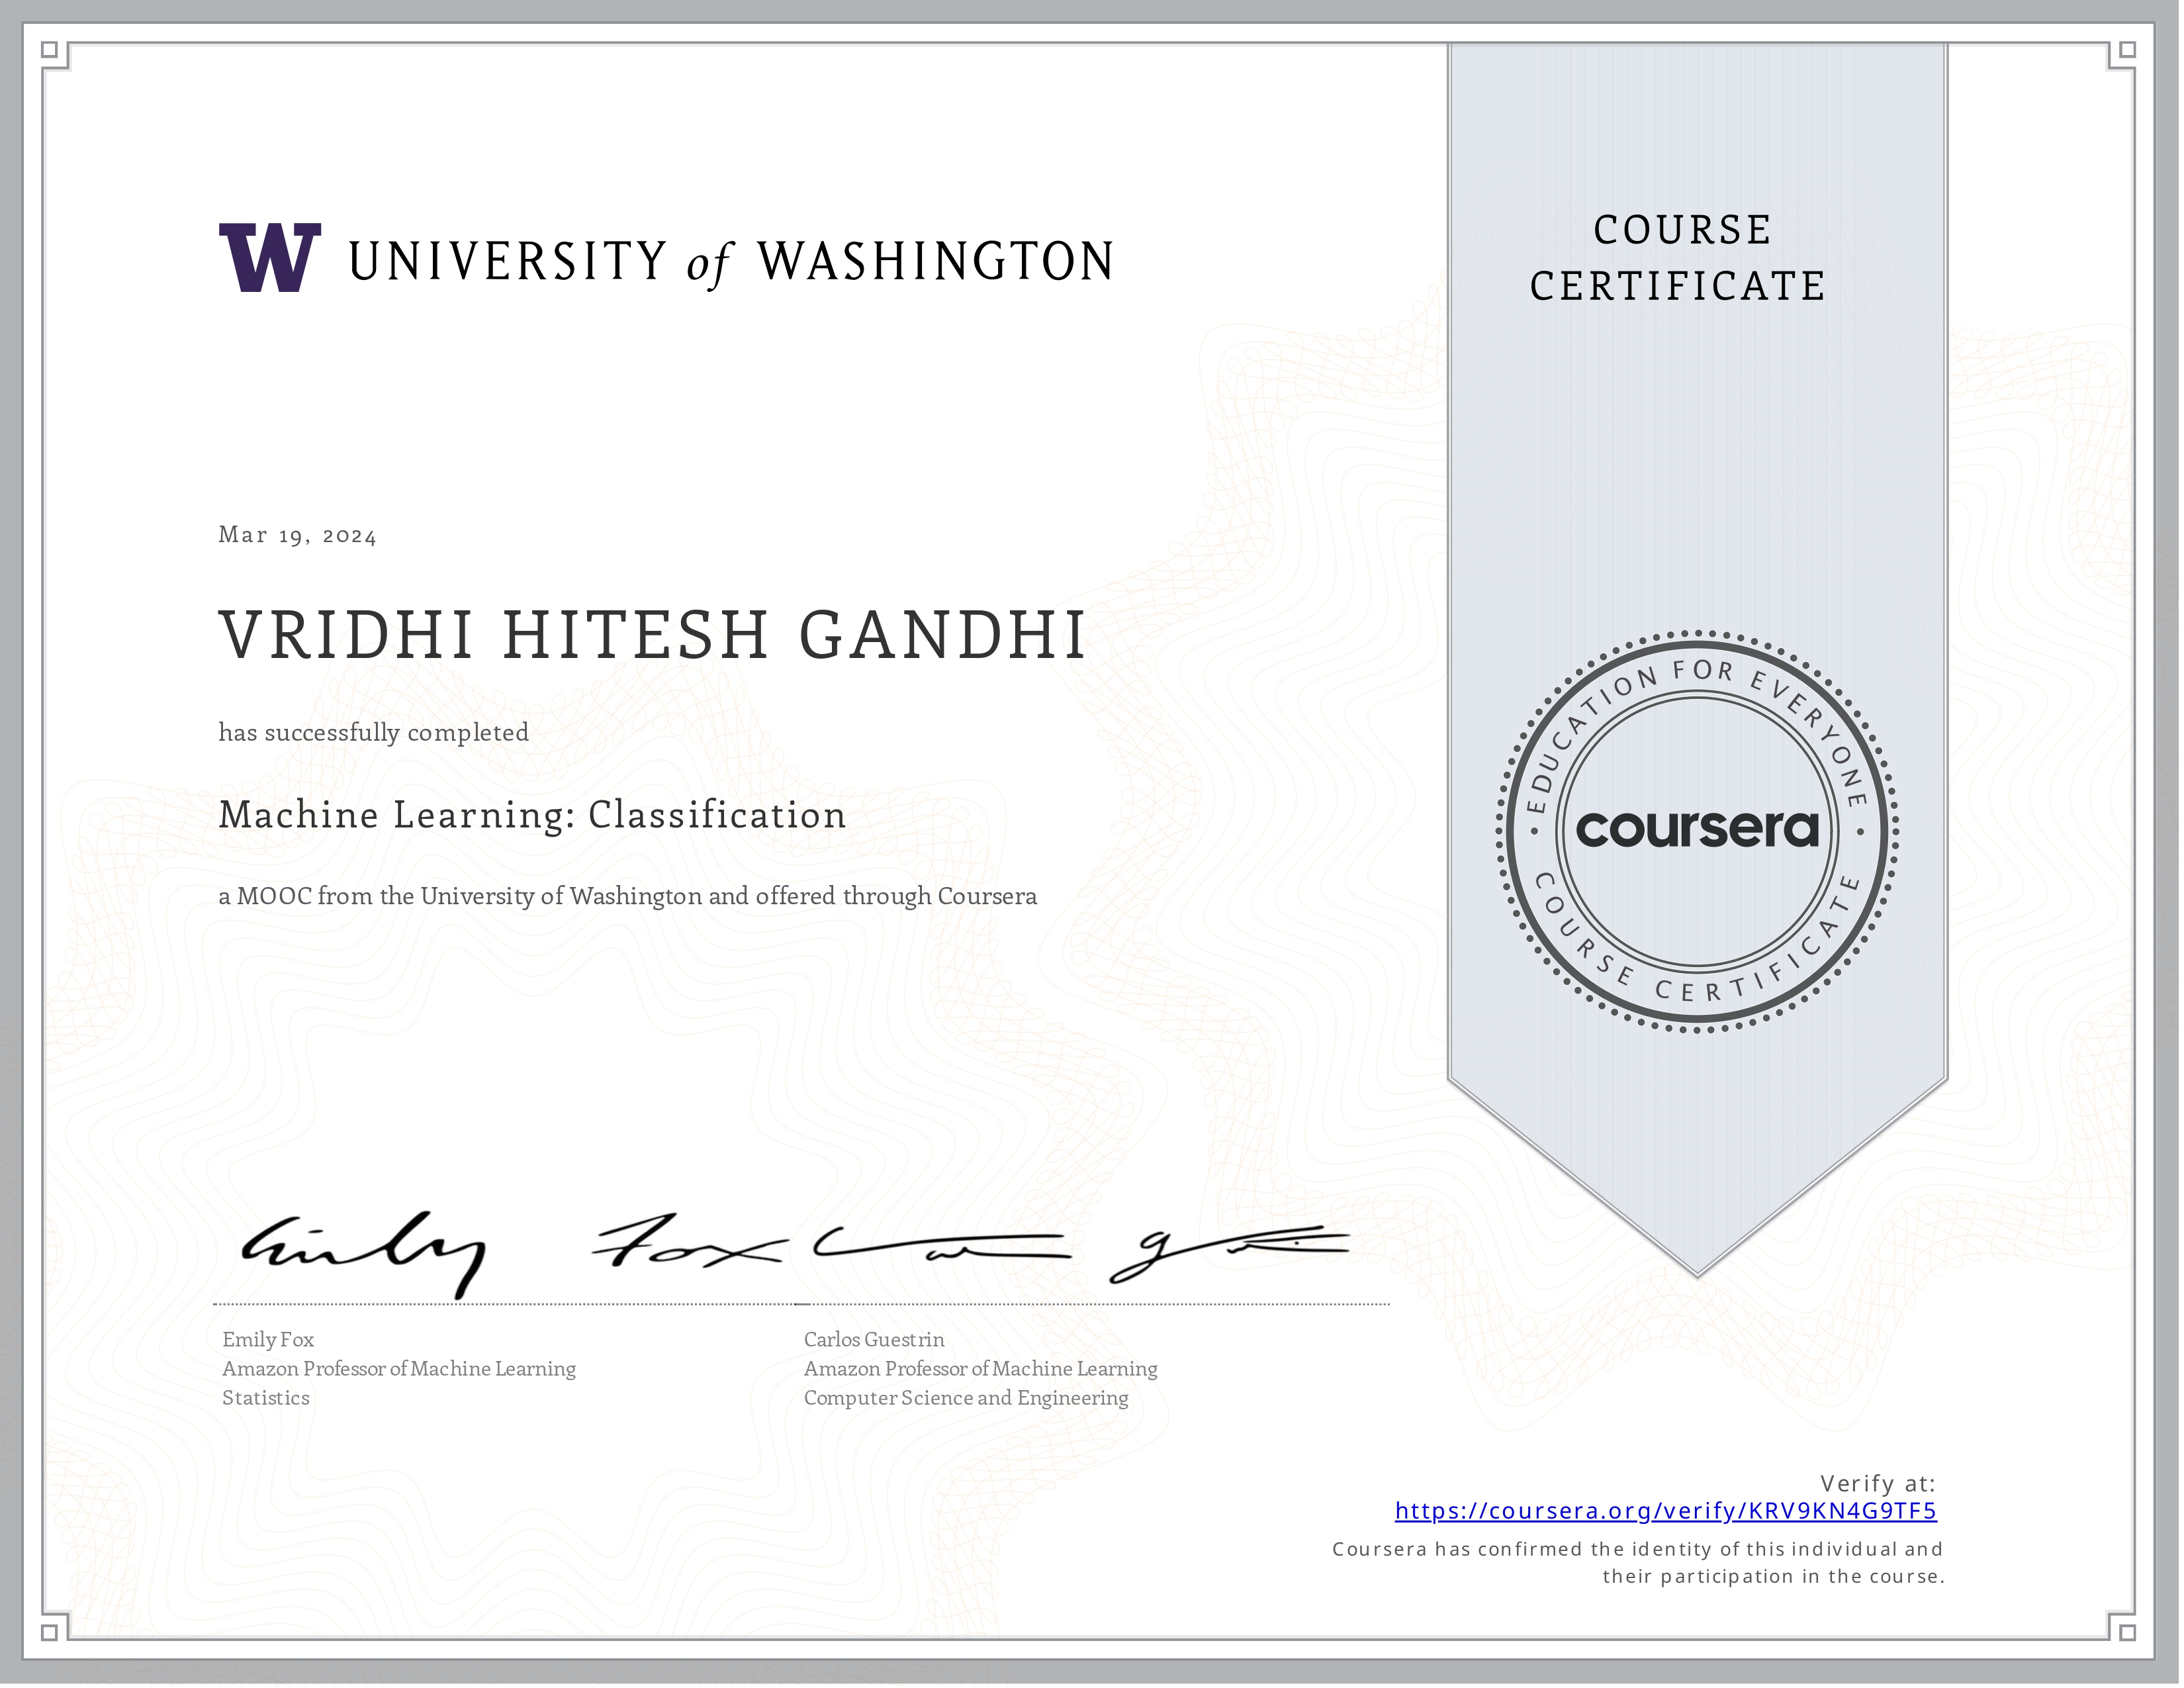 W UNIVERSITY of WASHINGTON
COURSE
CERTIFICATE
Mar 19, 2024
VRIDHI HITESH GANDHI
has successfully completed
Machine Learning: Classification
a MOOC from the University of Washington and offered through Coursera
EDUCATION FOR EVERYONE
coursera
COURSE CERTIFICATE
Emily Fox
Carlos Guestrin
Emily Fox
Amazon Professor of Machine Learning
Statistics
Carlos Guestrin
Amazon Professor of Machine Learning
Computer Science and Engineering
Verify at:
https://coursera.org/verify/KRV9KN4G9TF5
Coursera has confirmed the identity of this individual and
their participation in the course.